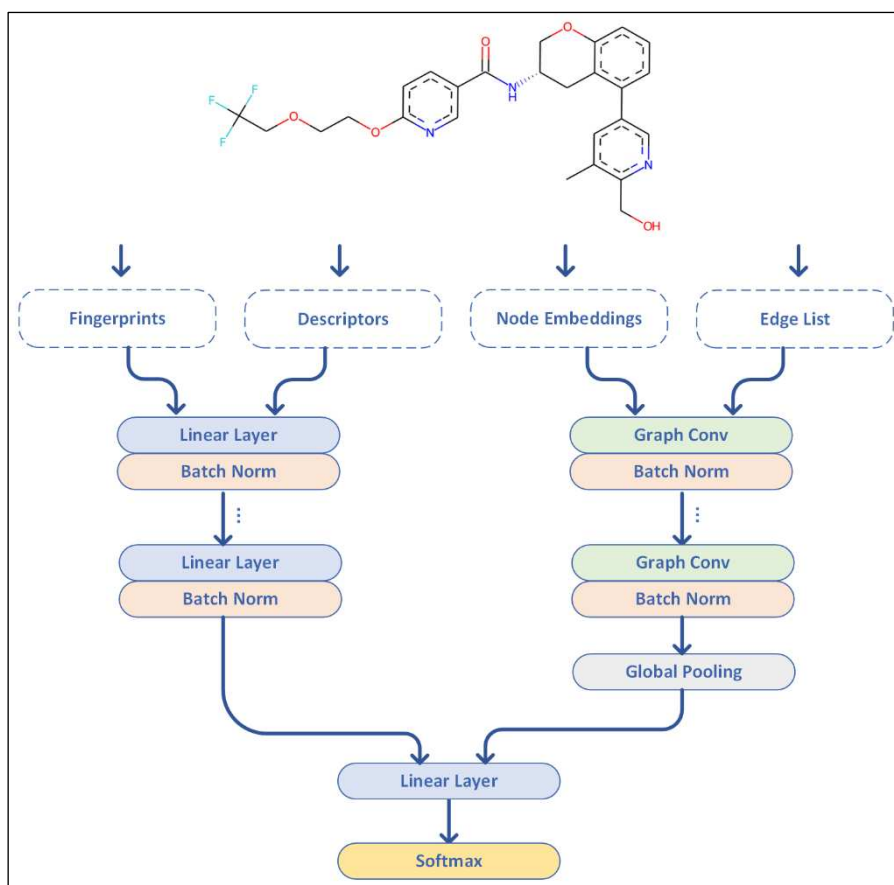 O
O
F
F
F
O
O
N
N
H
N
OH
Fingerprints
Descriptors
Node Embeddings
Edge List
Linear Layer
Batch Norm
Graph Conv
Batch Norm
...
...
Linear Layer
Batch Norm
Graph Conv
Batch Norm
Global Pooling
Linear Layer
Softmax